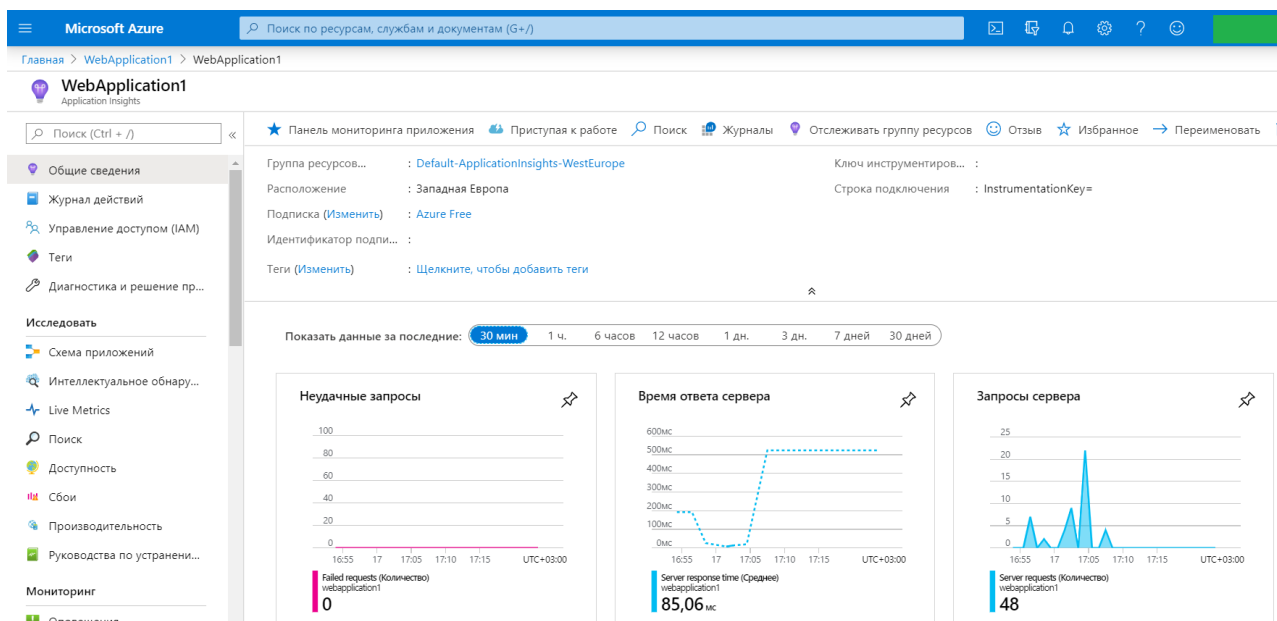 Microsoft Azure
Поиск по ресурсам, службам и документам (G+/)
Главная > WebApplication1 > WebApplication1
WebApplication1
Application Insights
Поиск (Ctrl + /)
«
Панель мониторинга приложения Приступая к работе Поиск Журналы Отслеживать группу ресурсов Отзыв Избранное Переименовать
Общие сведения
Журнал действий
Управление доступом (IAM)
Теги
Диагностика и решение пр...
Исследовать
Схема приложений
Интеллектуальное обнару...
Live Metrics
Поиск
Доступность
Сбои
Производительность
Руководства по устранени...
Мониторинг
Оповещения
Группа ресурсов... : Default-ApplicationInsights-WestEurope
Расположение : Западная Европа
Подписка (Изменить) : Azure Free
Идентификатор подпи... :
Теги (Изменить) : Щелкните, чтобы добавить теги
Ключ инструментиров... :
Строка подключения : InstrumentationKey=
Показать данные за последние: 30 мин 1 ч. 6 часов 12 часов 1 дн. 3 дн. 7 дней 30 дней
Неудачные запросы
100
80
60
40
20
0
16:55 17 17:05 17:10 17:15 UTC+03:00
Failed requests (Количество)
webapplication1
0
Время ответа сервера
600мс
500мс
400мс
300мс
200мс
100мс
0мс
16:55 17 17:05 17:10 17:15 UTC+03:00
Server response time (Среднее)
webapplication1
85,06 мс
Запросы сервера
25
20
15
10
5
0
16:55 17 17:05 17:10 17:15 UTC+03:00
Server requests (Количество)
webapplication1
48